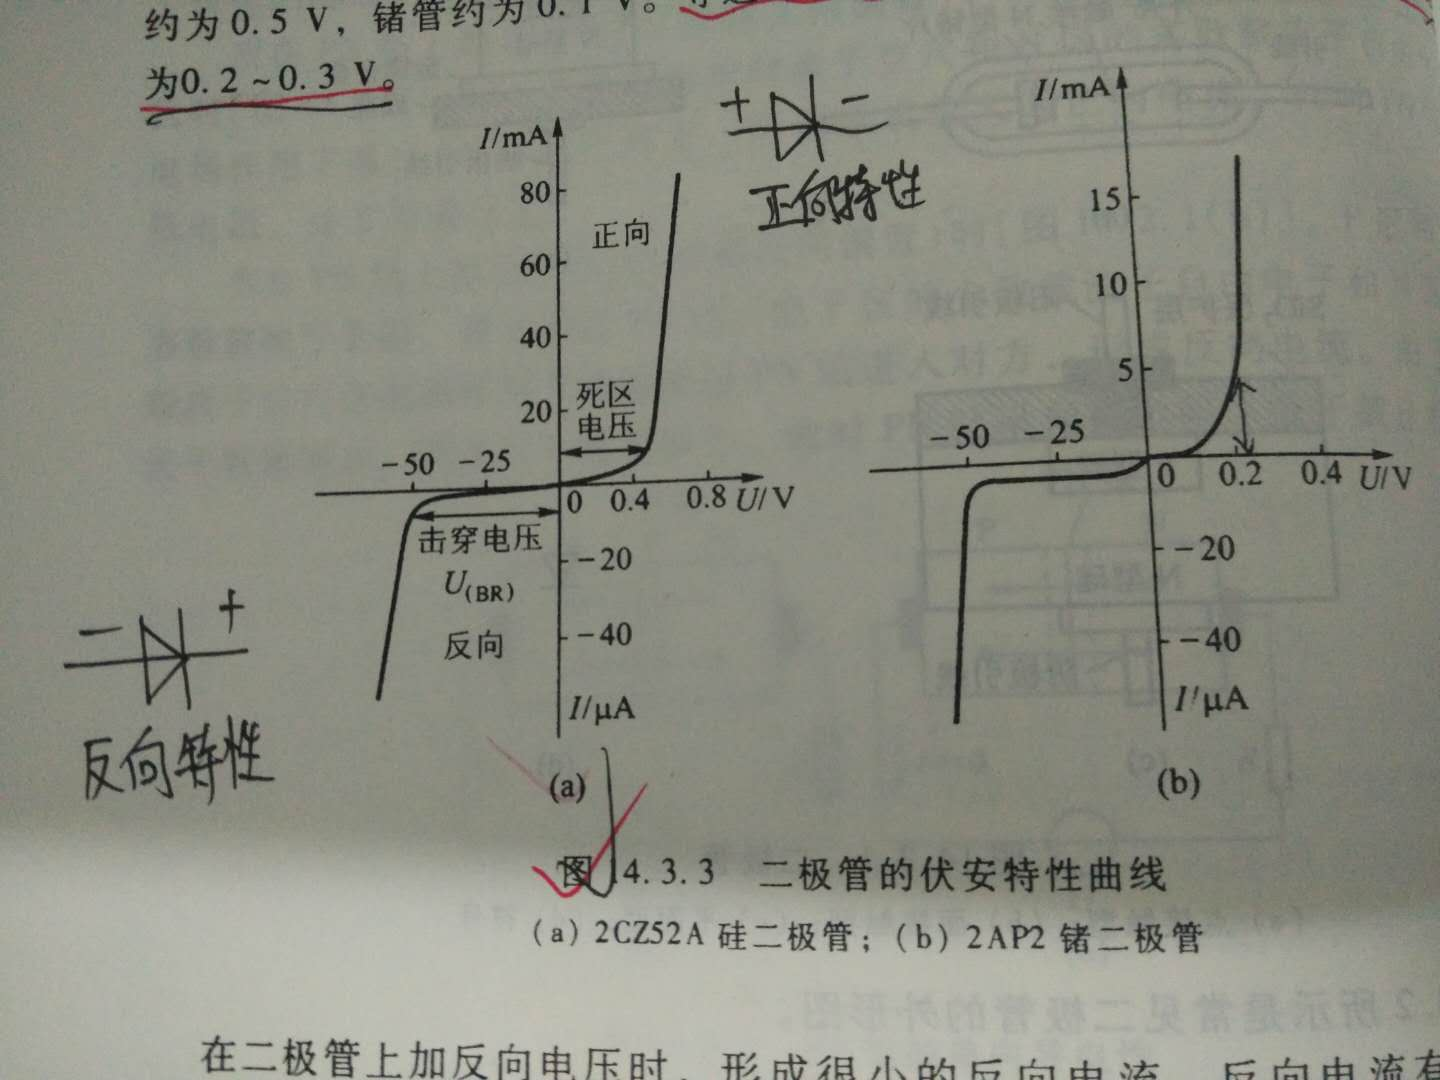 约为 0.5 V，锗管约为 0.1 V。
为0.2~0.3 V。
I/mA
80
60
40
20
正向
死区
电压
-50 -25
0 0.4 0.8 U/V
击穿电压
U(BR)
反向
-20
-40
I/μA
(a)
- +
反向特性
+ -
正向特性
I/mA
15
10
5
-50 -25
0 0.2 0.4 U/V
-20
-40
I/μA
(b)
图 14.3.3 二极管的伏安特性曲线
(a) 2CZ52A 硅二极管；(b) 2AP2 锗二极管
在二极管上加反向电压时，形成很小的反向电流。反向电流有